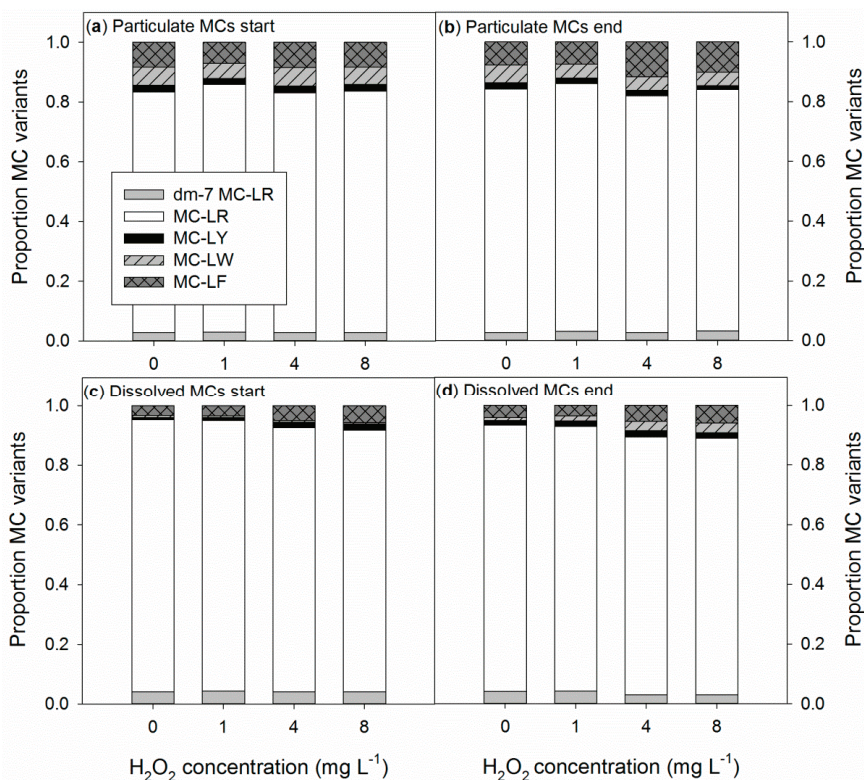 (a) Particulate MCs start
(b) Particulate MCs end
1.0
0.8
0.6
0.4
0.2
0.0
Proportion MC variants
dm-7 MC-LR
MC-LR
MC-LY
MC-LW
MC-LF
0 1 4 8
0 1 4 8
1.0
0.8
0.6
0.4
0.2
0.0
Proportion MC variants
(c) Dissolved MCs start
(d) Dissolved MCs end
1.0
0.8
0.6
0.4
0.2
0.0
Proportion MC variants
0 1 4 8
0 1 4 8
1.0
0.8
0.6
0.4
0.2
0.0
Proportion MC variants
H₂O₂ concentration (mg L⁻¹)
H₂O₂ concentration (mg L⁻¹)